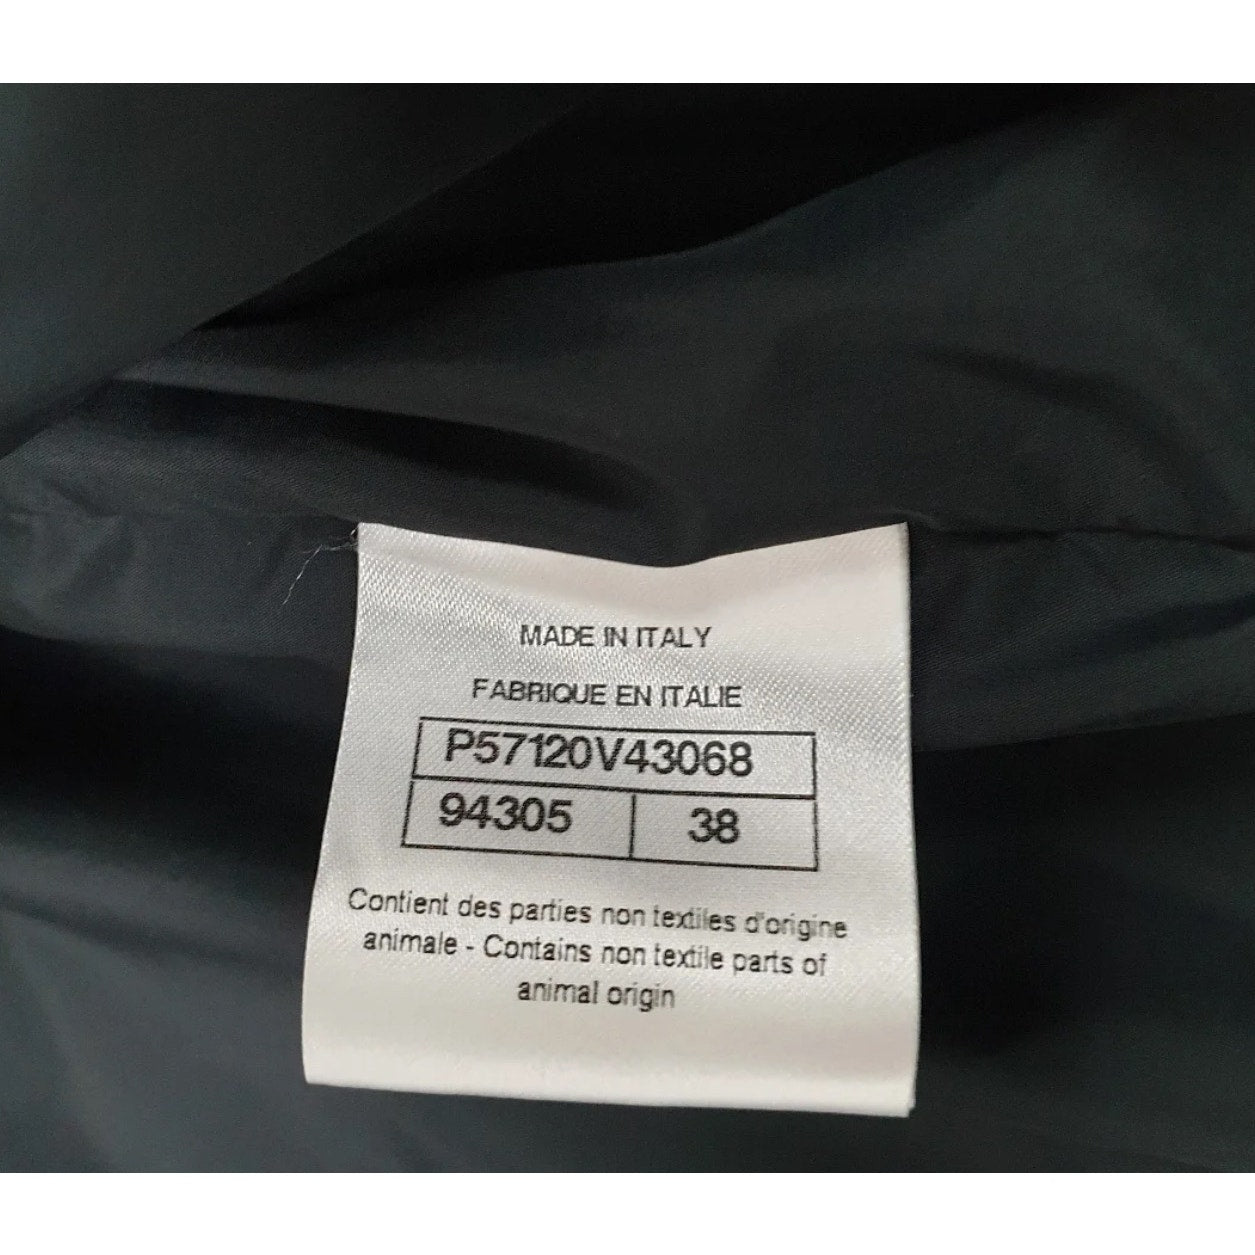 MADE IN ITALY
FABRIQUE EN ITALIE
P57120V43068
94305 38
Contient des parties non textiles d'origine
animale - Contains non textile parts of
animal origin